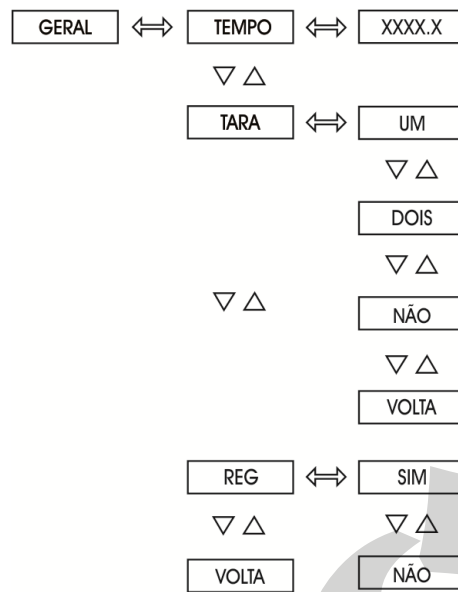 GERAL TEMPO XXXX.X
TARA UM
DOIS
NÃO
VOLTA
REG SIM
VOLTA NÃO